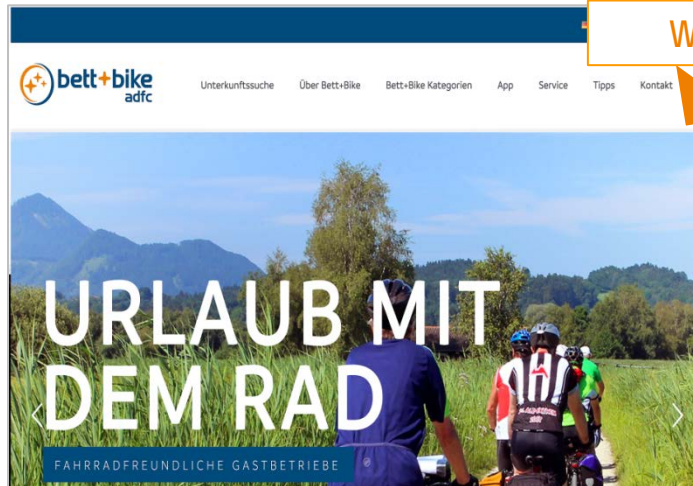 W
bett+bike
adfc
Unterkunftssuche Über Bett+Bike Bett+Bike Kategorien App Service Tipps Kontakt
URLAUB MIT
DEM RAD
FAHRRADFREUNDLICHE GASTBETRIEBE